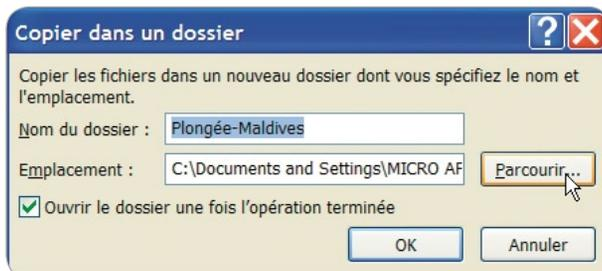 Copier dans un dossier
Copier les fichiers dans un nouveau dossier dont vous spécifiez le nom et
l'emplacement.
Nom du dossier : Plongée-Maldives
Emplacement : C:\Documents and Settings\MICRO AF Parcourir...
Ouvrir le dossier une fois l'opération terminée
OK Annuler